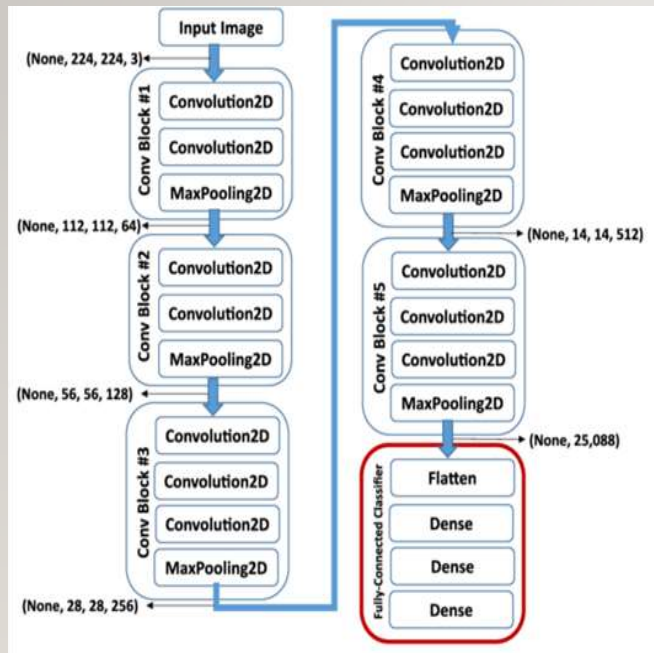 Input Image
(None, 224, 224, 3)
Conv Block #1
Convolution2D
Convolution2D
MaxPooling2D
(None, 112, 112, 64)
Conv Block #2
Convolution2D
Convolution2D
MaxPooling2D
(None, 56, 56, 128)
Conv Block #3
Convolution2D
Convolution2D
Convolution2D
MaxPooling2D
(None, 28, 28, 256)
Conv Block #4
Convolution2D
Convolution2D
Convolution2D
MaxPooling2D
(None, 14, 14, 512)
Conv Block #5
Convolution2D
Convolution2D
Convolution2D
MaxPooling2D
(None, 25,088)
Fully-Connected Classifier
Flatten
Dense
Dense
Dense